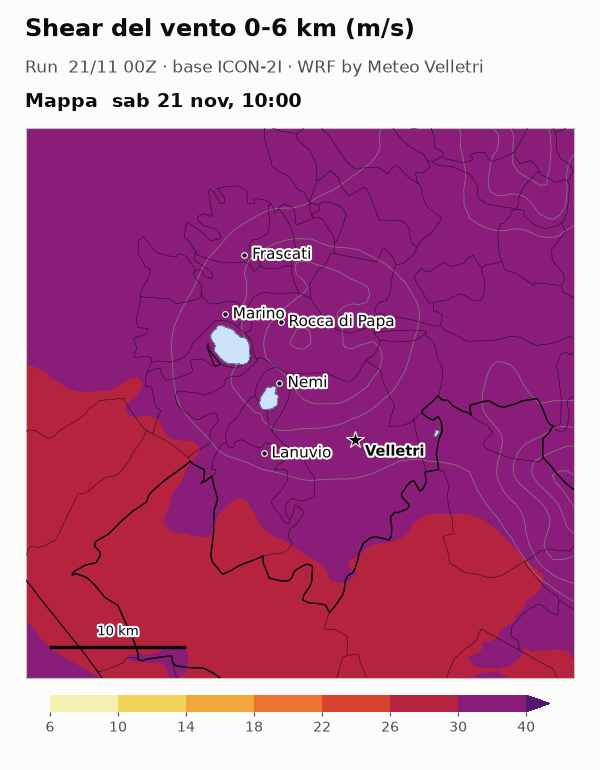 Shear del vento 0-6 km (m/s)
Run  21/11 00Z · base ICON-2I · WRF by Meteo Velletri
Mappa  sab 21 nov, 10:00
Frascati
Marino
Rocca di Papa
Nemi
Velletri
Lanuvio
10 km
6 10 14 18 22 26 30 40